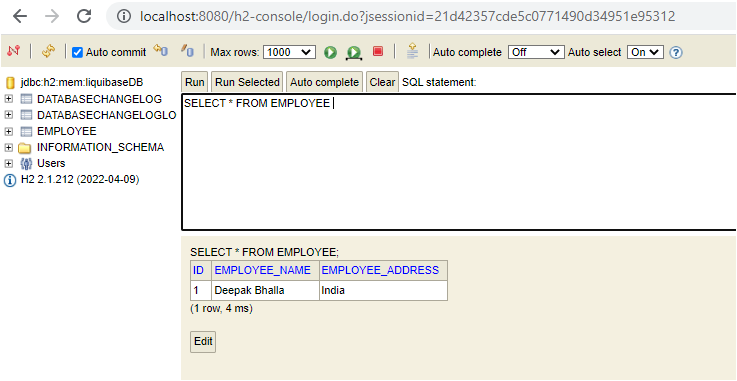 localhost:8080/h2-console/login.do?jsessionid=21d42357cde5c0771490d34951e95312
Auto commit Max rows: 1000 Auto complete Off Auto select On
jdbc:h2:mem:liquibaseDB
DATABASECHANGELOG
DATABASECHANGELOGLO
EMPLOYEE
INFORMATION_SCHEMA
Users
H2 2.1.212 (2022-04-09)
Run Run Selected Auto complete Clear SQL statement:
SELECT * FROM EMPLOYEE
SELECT * FROM EMPLOYEE;
ID EMPLOYEE_NAME EMPLOYEE_ADDRESS
1 Deepak Bhalla India
(1 row, 4 ms)
Edit